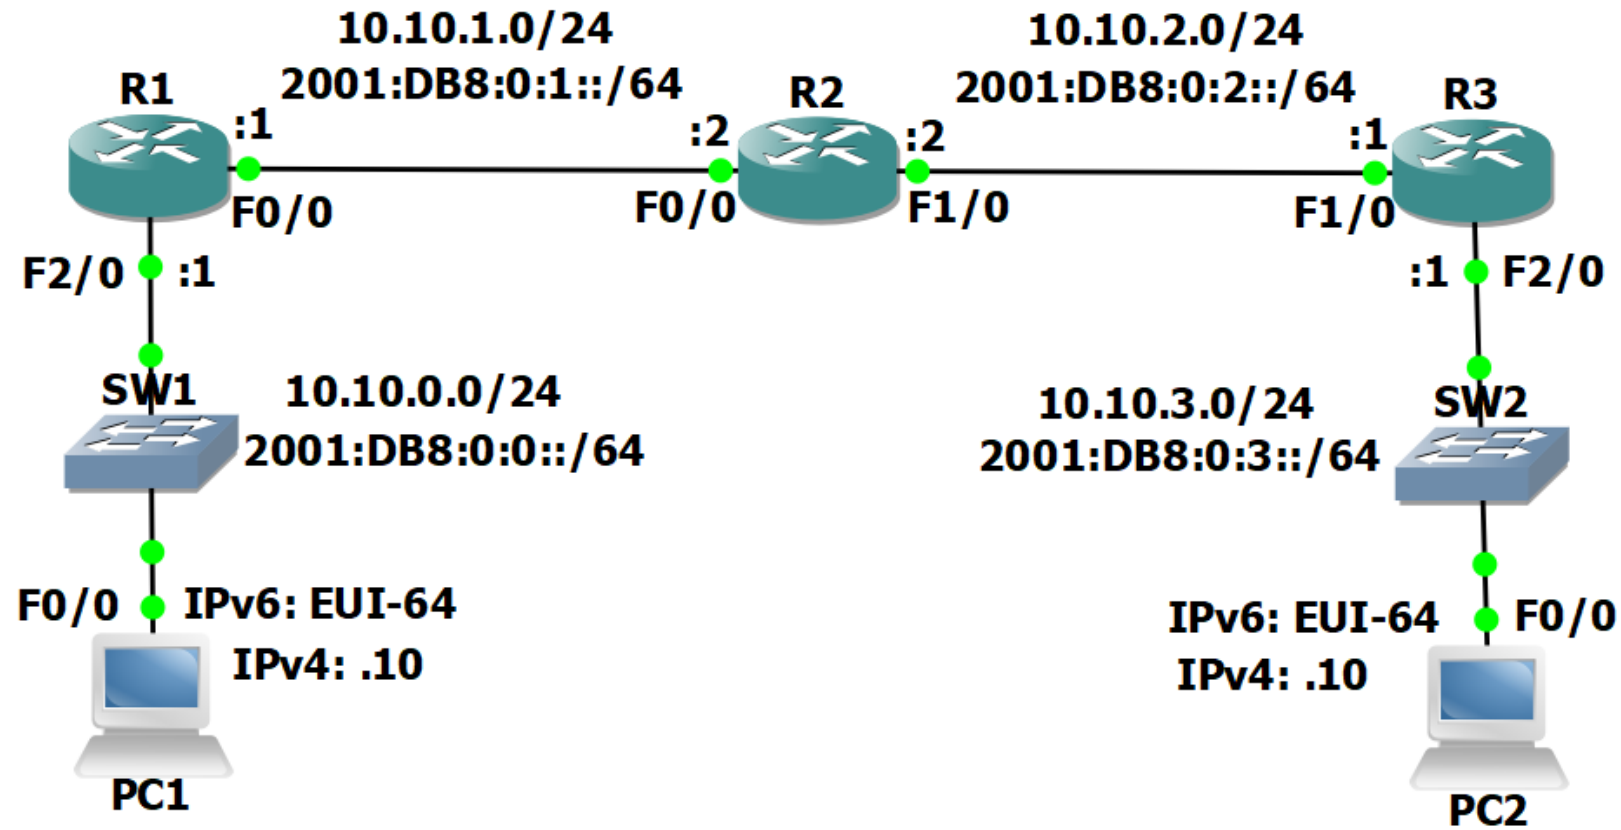 10.10.1.0/24
2001:DB8:0:1::/64
10.10.2.0/24
2001:DB8:0:2::/64
R1
R2
R3
:1
:2
:2
:1
F0/0
F0/0
F1/0
F1/0
F2/0
:1
:1
F2/0
SW1
10.10.0.0/24
2001:DB8:0:0::/64
10.10.3.0/24
2001:DB8:0:3::/64
SW2
F0/0
IPv6: EUI-64
IPv4: .10
IPv6: EUI-64
IPv4: .10
F0/0
PC1
PC2